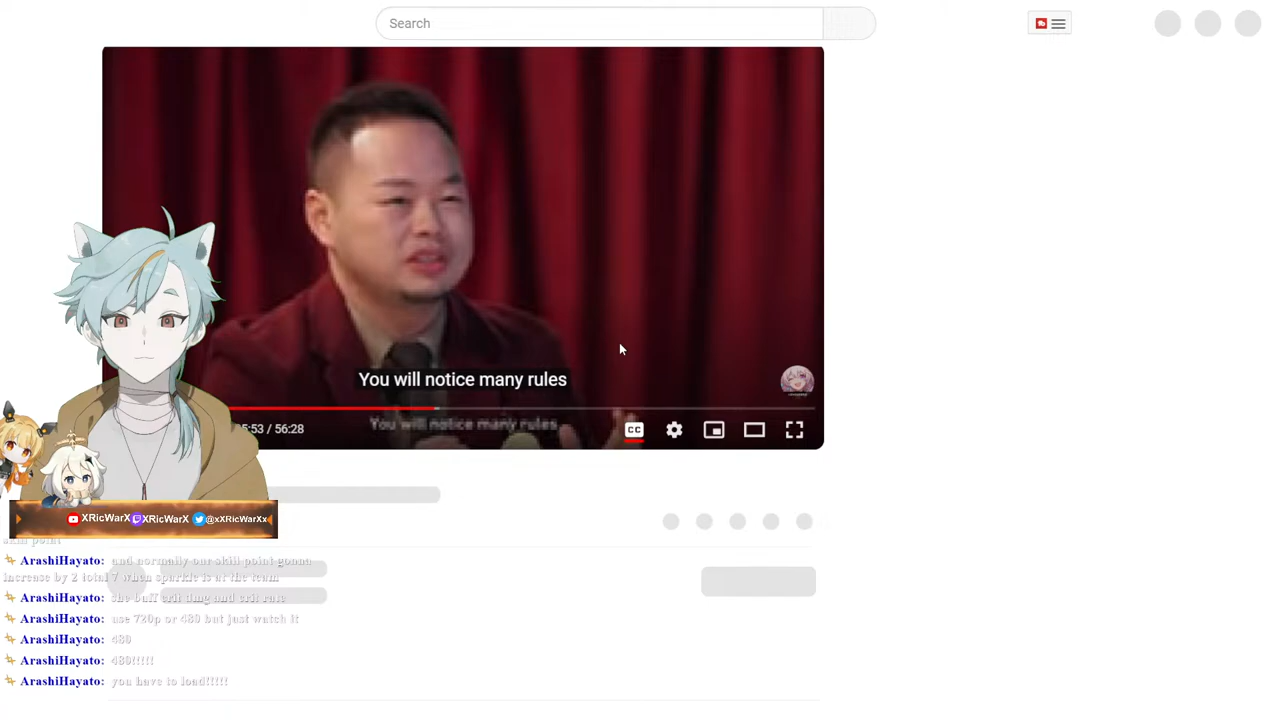 Search
You will notice many rules
You will notice many rules
5:53 / 56:28
CC
XRicWarX XRicWarX @xXRicWarXx
skill point
ArashiHayato: and normally our skill point gonna
increase by 2 total 7 when sparkle is at the team
ArashiHayato: she buff crit dmg and crit rate
ArashiHayato: use 720p or 480 but just watch it
ArashiHayato: 480
ArashiHayato: 480!!!!!
ArashiHayato: you have to load!!!!!